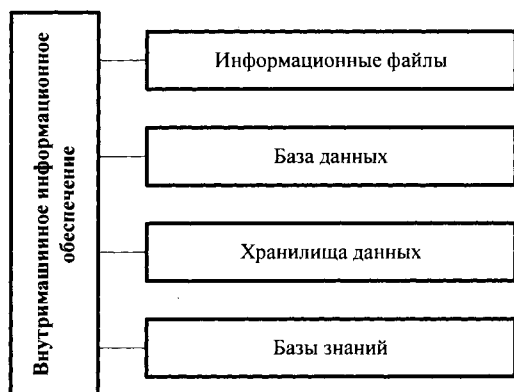 Внутримашинное информационное
обеспечение
Информационные файлы
База данных
Хранилища данных
Базы знаний